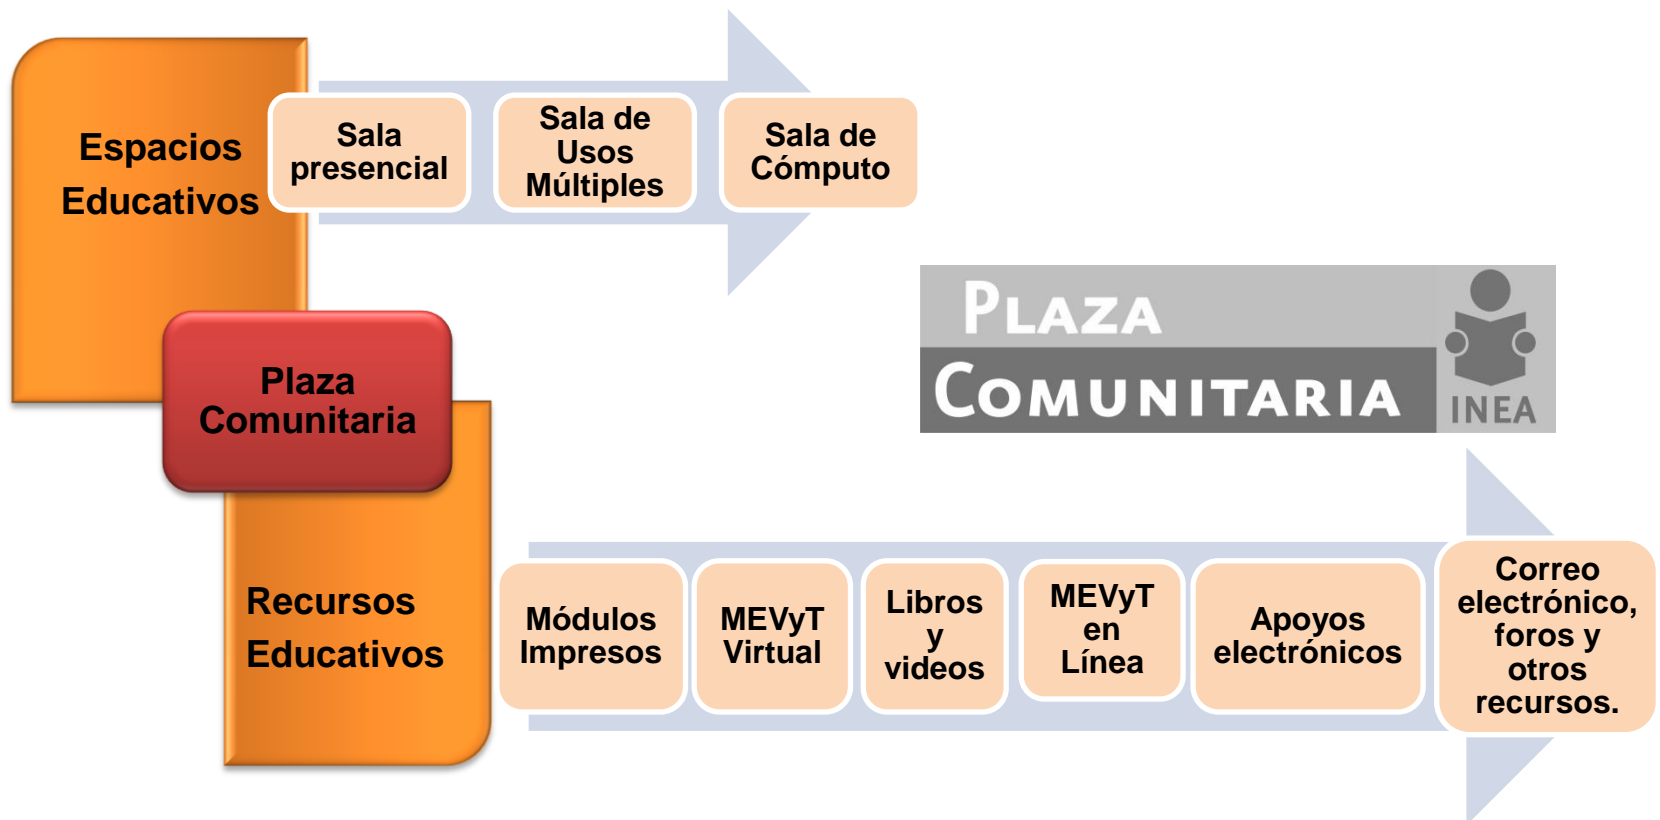 Espacios
Educativos
Sala
presencial
Sala de
Usos
Múltiples
Sala de
Cómputo
PLAZA
COMUNITARIA
INEA
Plaza
Comunitaria
Recursos
Educativos
Módulos
Impresos
MEVyT
Virtual
Libros
y
videos
MEVyT
en
Línea
Apoyos
electrónicos
Correo
electrónico,
foros y
otros
recursos.